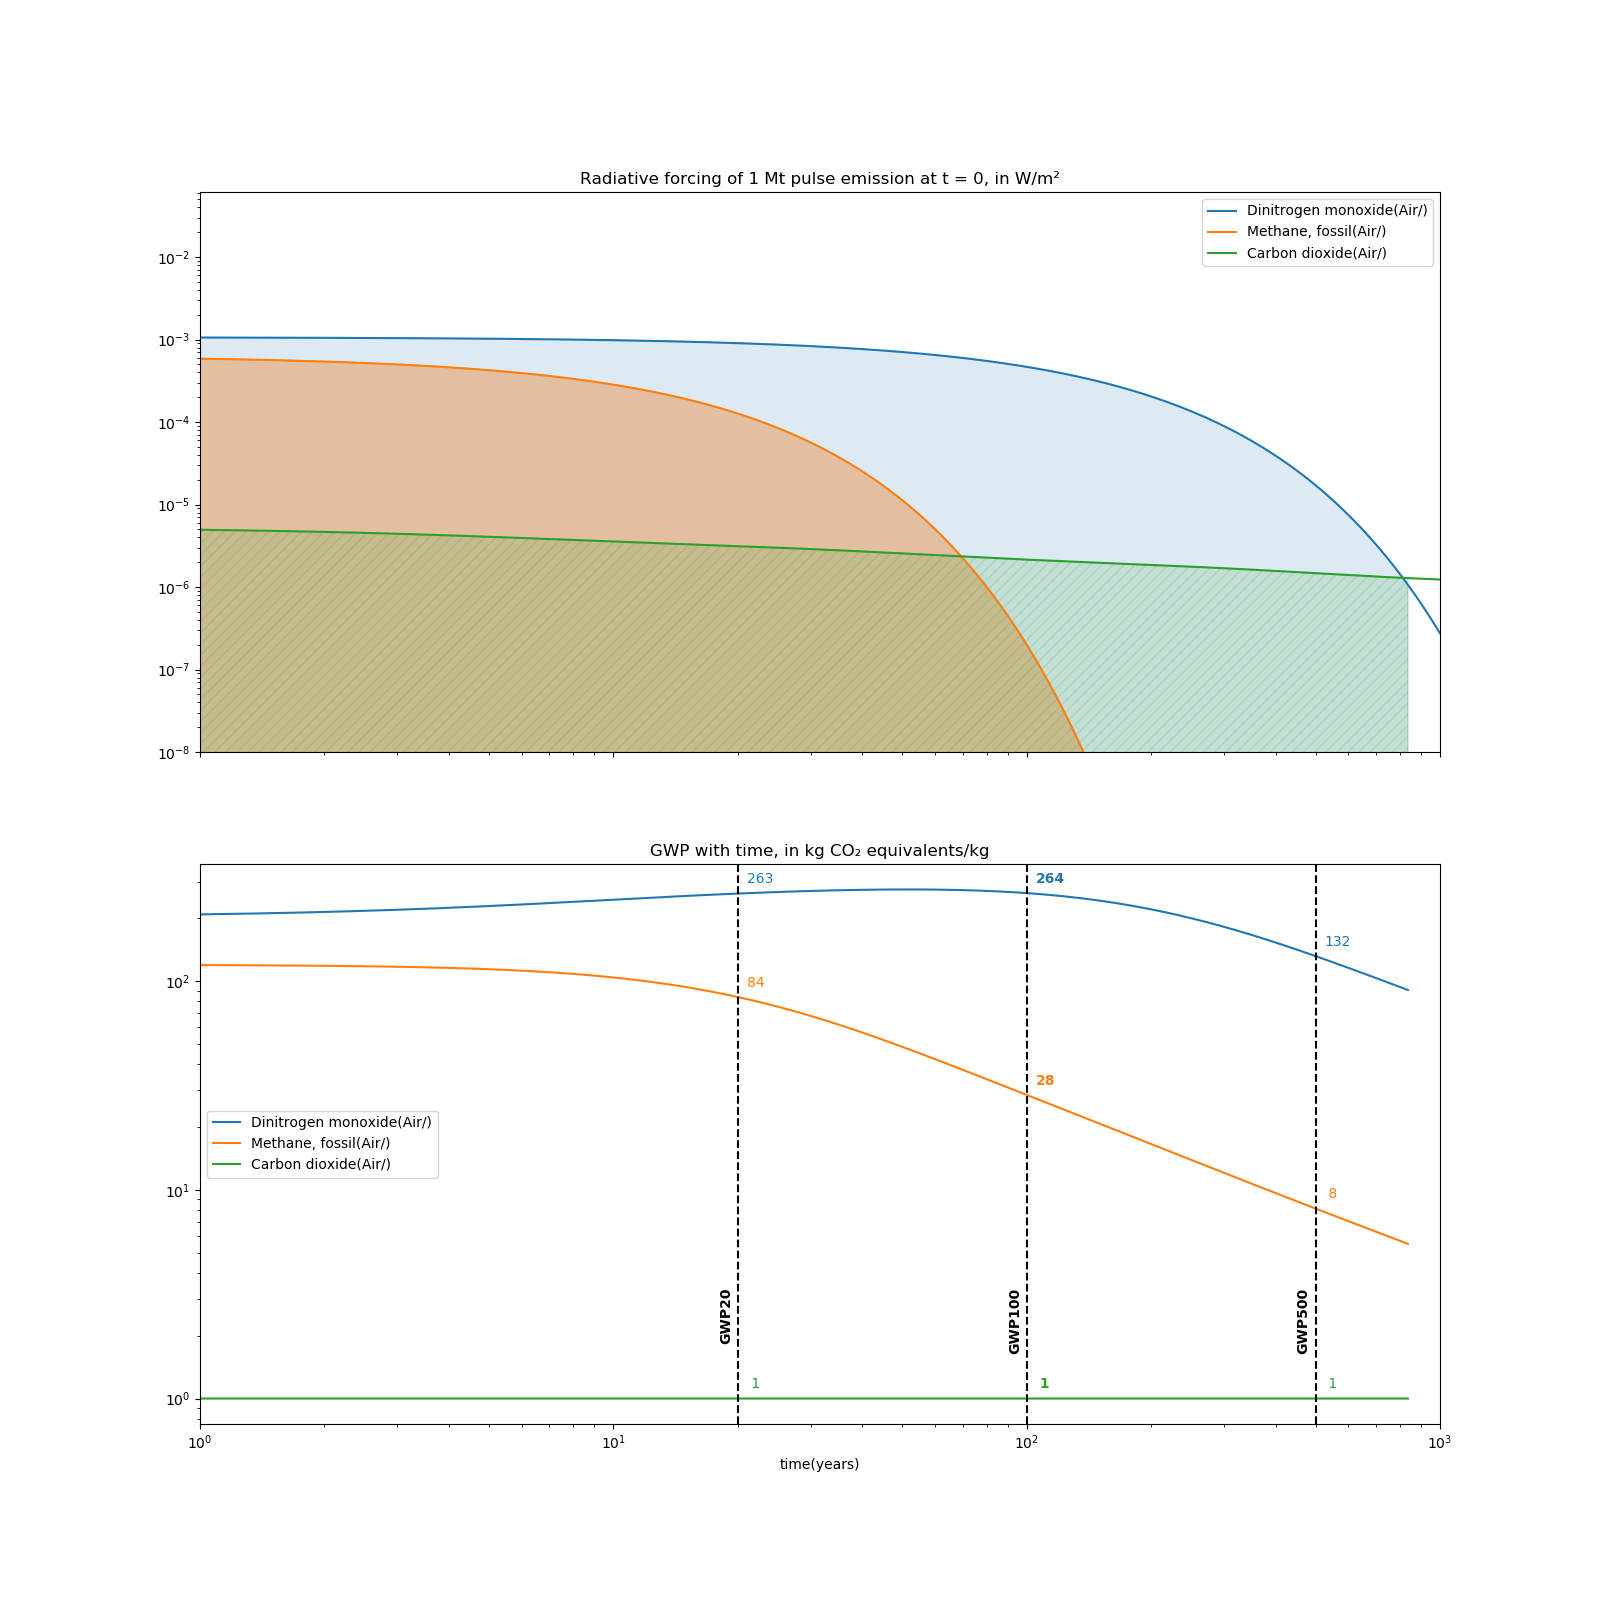 Radiative forcing of 1 Mt pulse emission at t = 0, in W/m²
Dinitrogen monoxide(Air/)
Methane, fossil(Air/)
Carbon dioxide(Air/)
10⁻²
10⁻³
10⁻⁴
10⁻⁵
10⁻⁶
10⁻⁷
10⁻⁸
GWP with time, in kg CO₂ equivalents/kg
263
264
132
84
28
8
1
1
1
GWP20
GWP100
GWP500
Dinitrogen monoxide(Air/)
Methane, fossil(Air/)
Carbon dioxide(Air/)
10²
10¹
10⁰
10⁰
10¹
10²
10³
time(years)